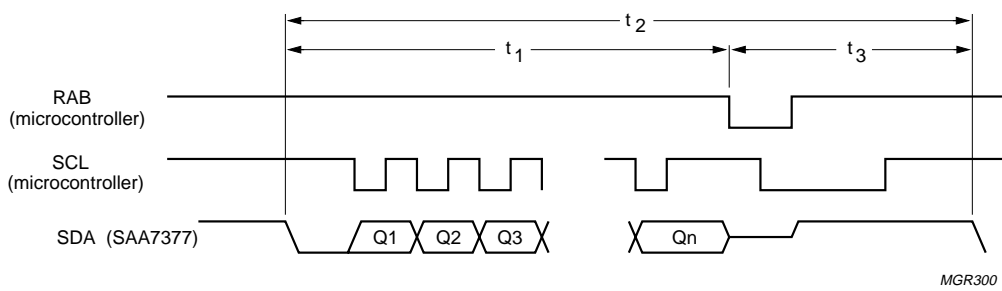 t2
t1
t3
RAB
(microcontroller)
SCL
(microcontroller)
SDA (SAA7377)
Q1
Q2
Q3
Qn
MGR300